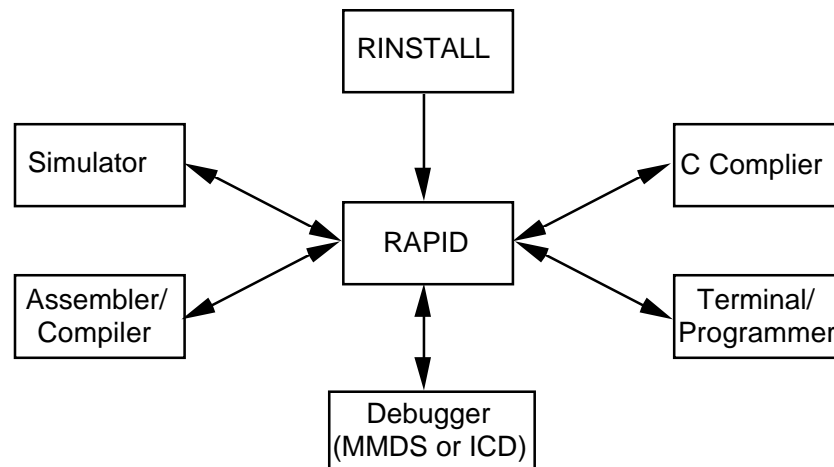 RINSTALL
Simulator
C Complier
RAPID
Assembler/
Compiler
Terminal/
Programmer
Debugger
(MMDS or ICD)